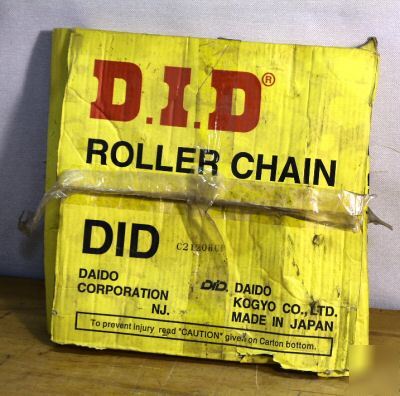 D.I.D®
ROLLER CHAIN
DID
DAIDO
CORPORATION
NJ.
DID. DAIDO
KOGYO CO., LTD.
MADE IN JAPAN
To prevent injury read "CAUTION" given on Carton bottom.